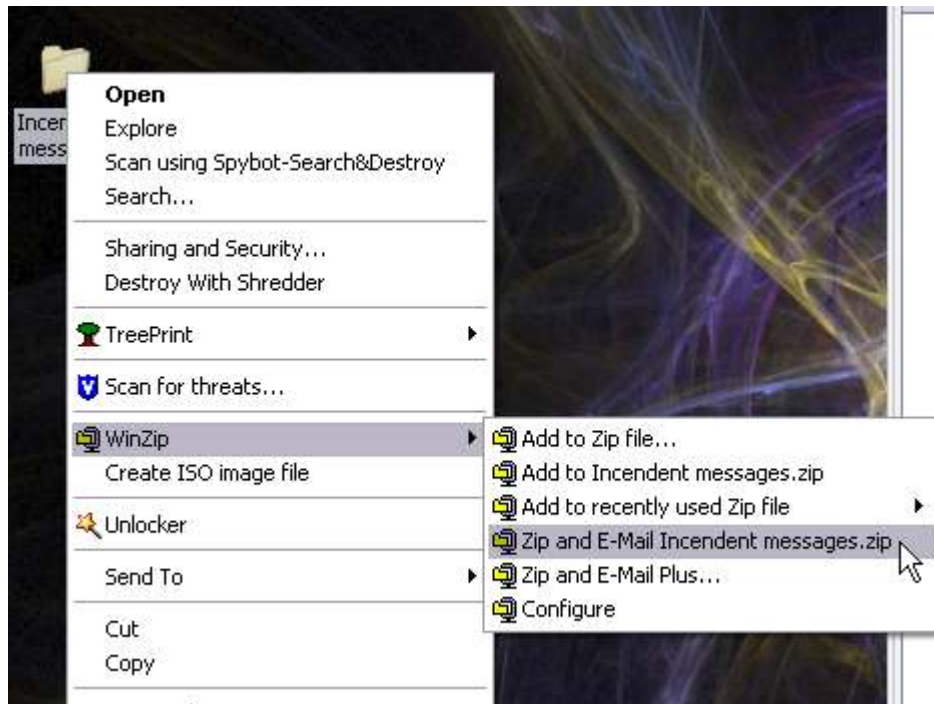 Incen
mess
Open
Explore
Scan using Spybot-Search&Destroy
Search...
Sharing and Security...
Destroy With Shredder
TreePrint
Scan for threats...
WinZip
Create ISO image file
Unlocker
Send To
Cut
Copy
Add to Zip file...
Add to Incendent messages.zip
Add to recently used Zip file
Zip and E-Mail Incendent messages.zip
Zip and E-Mail Plus...
Configure